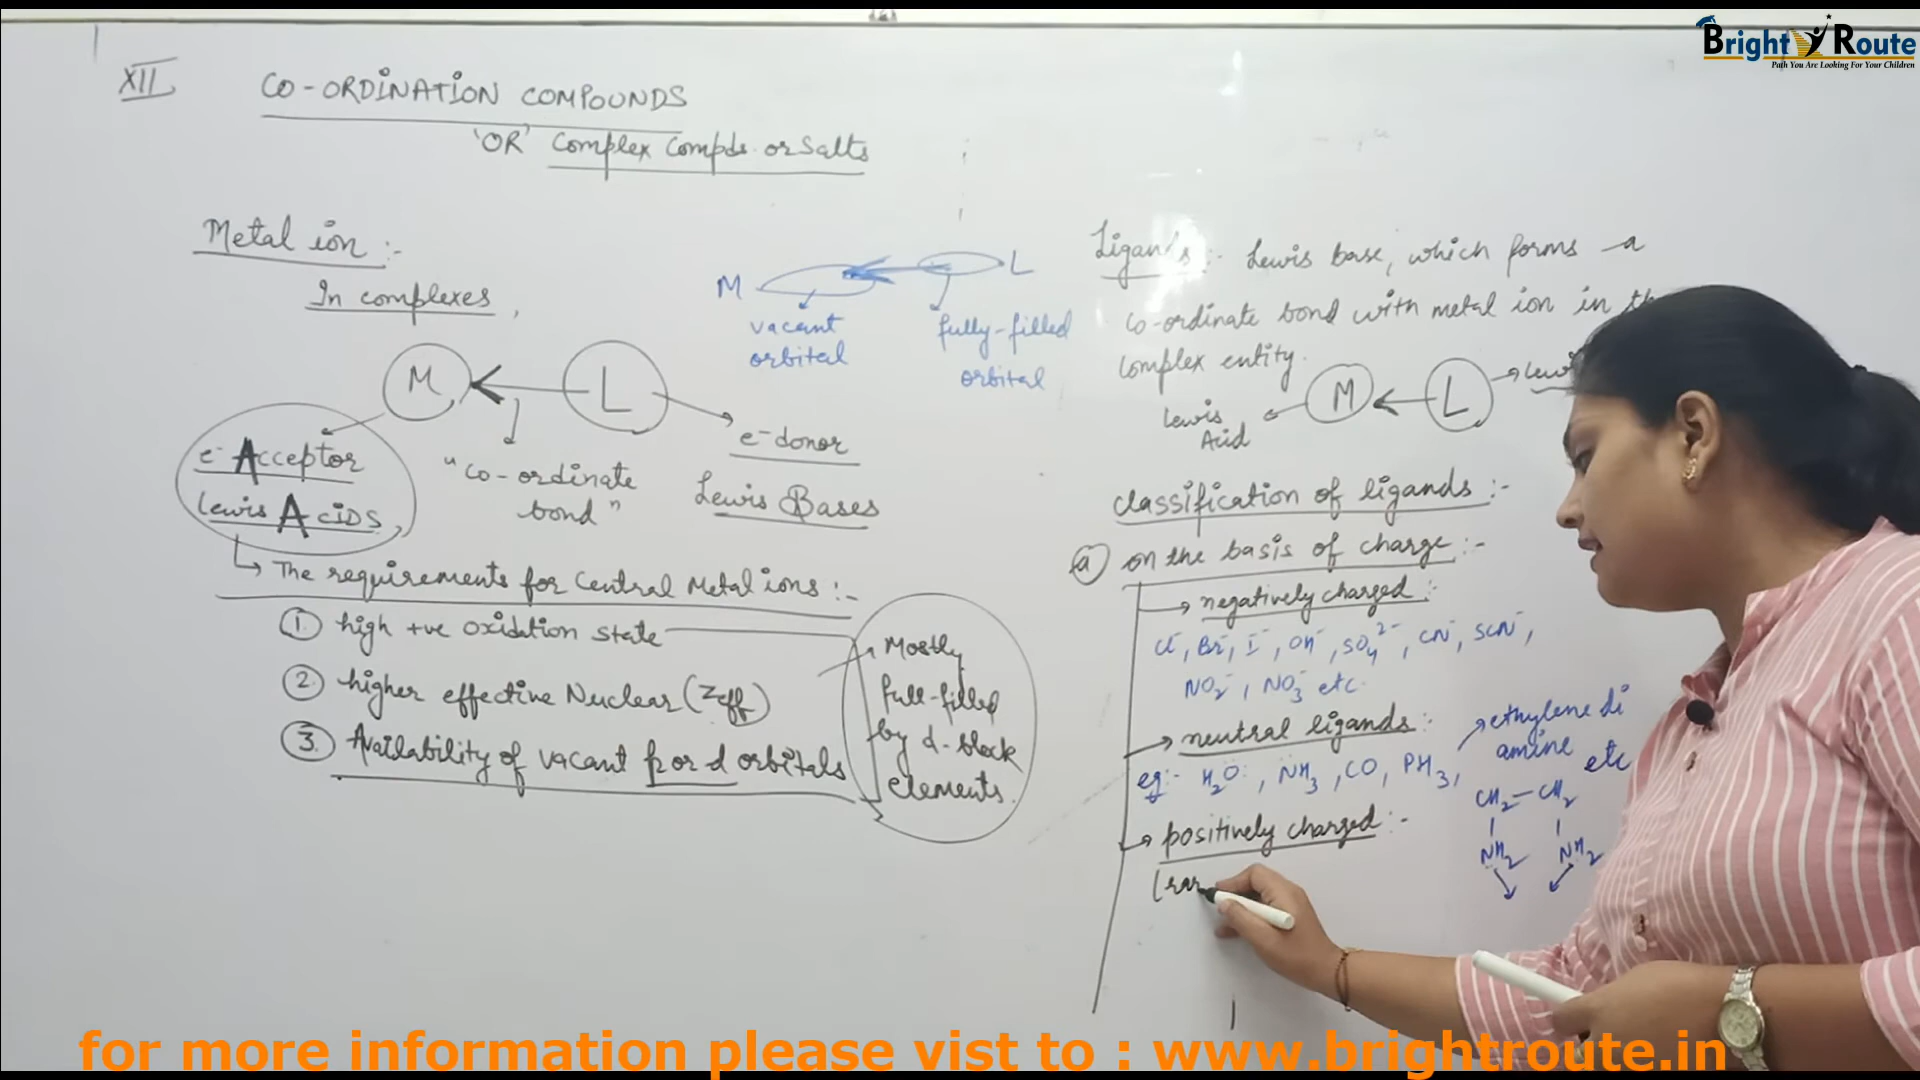 Bright Route
Path You Are Looking For Your Children
XII
CO-ORDINATION COMPOUNDS
'OR' Complex Compds. or Salts
Metal ion :-
In complexes,
M ← L
e⁻ Acceptor
Lewis ACIDS,
"co-ordinate
bond"
e⁻donor
Lewis Bases
M
L
vacant
orbital
fully-filled
orbital
↳ The requirements for Central Metal ions :-
① high +ve oxidation state
② higher effective Nuclear (Zeff)
③ Availability of vacant p or d orbitals
Mostly
full-filled
by d-block
elements.
Ligands :- Lewis base, which forms a
co-ordinate bond with metal ion in
complex entity.
M ← L
Lewis
Acid
classification of ligands :-
ⓐ on the basis of charge :-
→ negatively charged :-
Cl⁻, Br⁻, I⁻, OH⁻, SO₄²⁻, CN⁻, SCN⁻,
NO₂⁻, NO₃⁻ etc.
→ neutral ligands :-
eg:- H₂O, NH₃, CO, PH₃,
→ ethylene di
amine etc
CH₂–CH₂
NH₂ NH₂
→ positively charged :-
(rar
for more information please vist to : www.brightroute.in